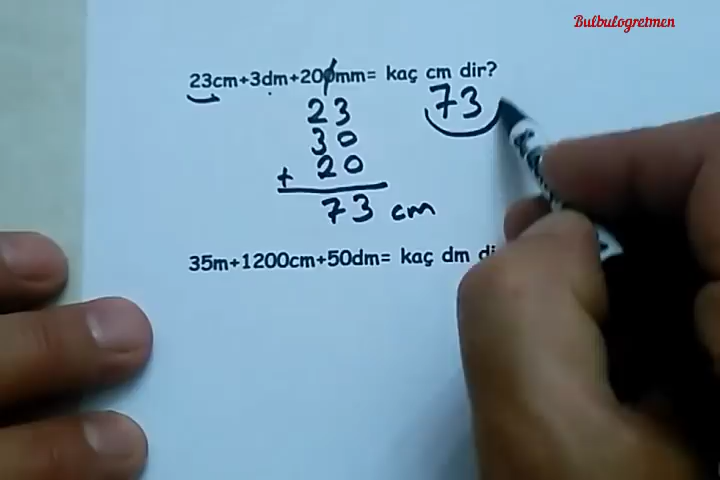 Bulbulogretmen
23cm+3dm+200mm= kaç cm dir?
73
23
30
+ 20
73 cm
35m+1200cm+50dm= kaç dm